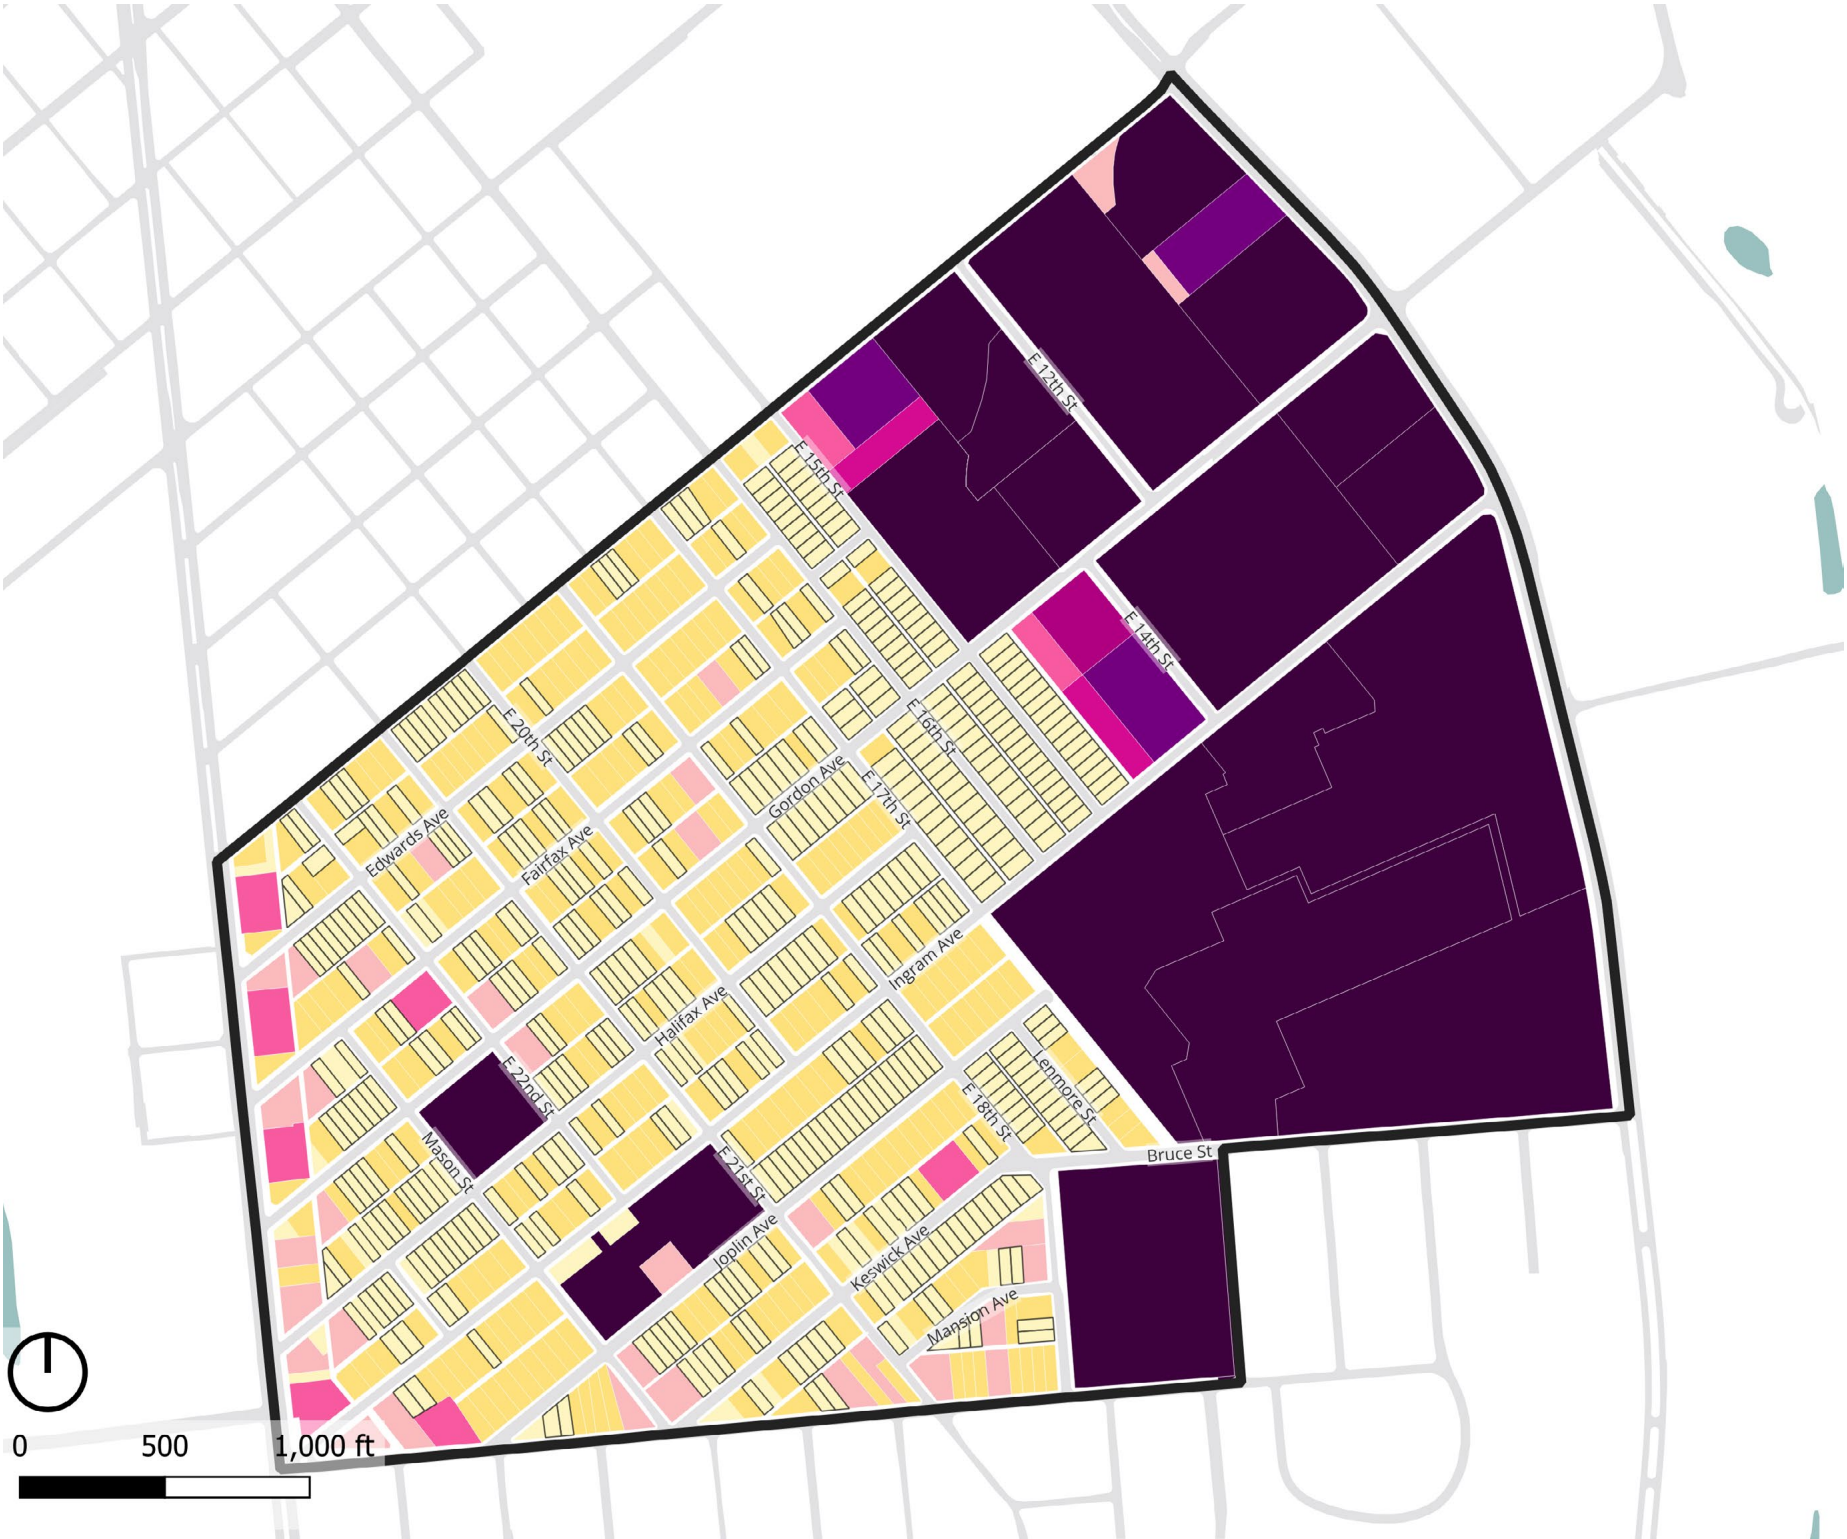 E 12th St
E 15th St
E 14th St
E 16th St
E 20th St
Gordon Ave
E 17th St
Edwards Ave
Fairfax Ave
Ingram Ave
Halifax Ave
E 22nd St
Lenmore St
E 18th St
Mason St
Bruce St
E 21st St
Joplin Ave
Keswick Ave
Mansion Ave
0 500 1,000 ft